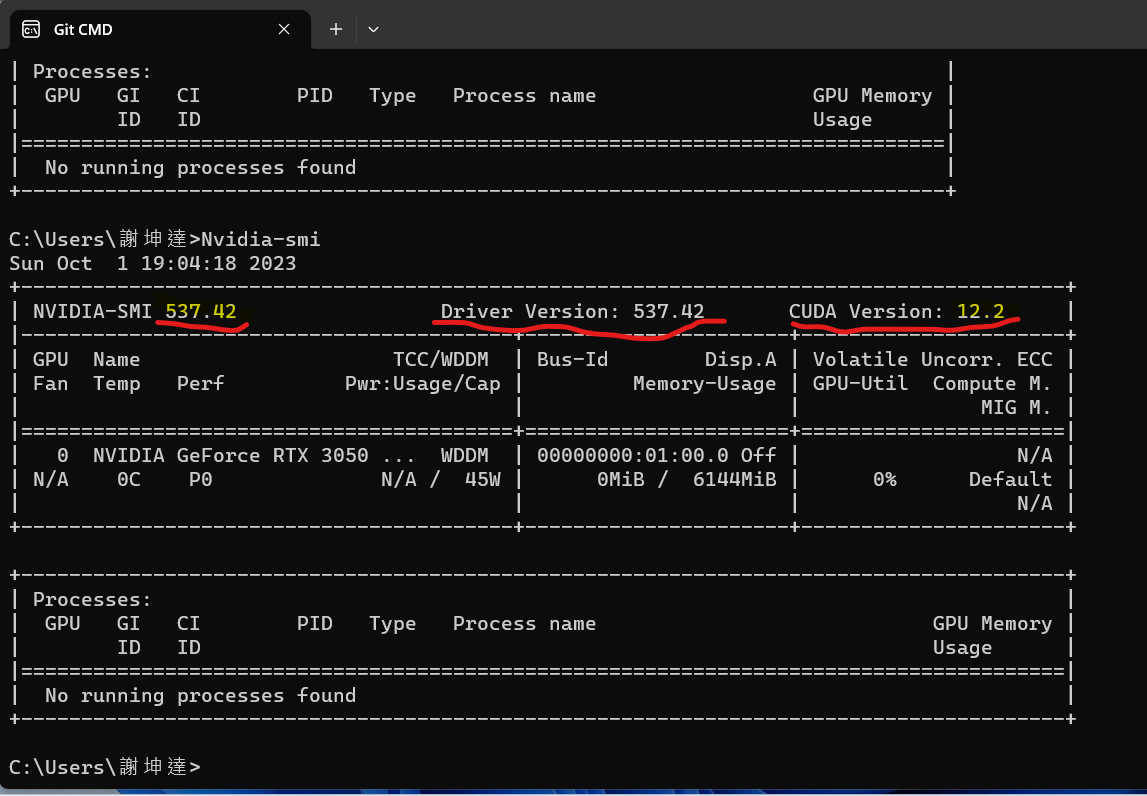 Git CMD
| Processes: |
| GPU GI CI PID Type Process name GPU Memory |
| ID ID Usage |
|=============================================================================|
| No running processes found |
+-----------------------------------------------------------------------------+
C:\Users\謝坤達>Nvidia-smi
Sun Oct 1 19:04:18 2023
+---------------------------------------------------------------------------------------+
| NVIDIA-SMI 537.42 Driver Version: 537.42 CUDA Version: 12.2 |
|-----------------------------------------+----------------------+----------------------+
| GPU Name TCC/WDDM | Bus-Id Disp.A | Volatile Uncorr. ECC |
| Fan Temp Perf Pwr:Usage/Cap | Memory-Usage | GPU-Util Compute M. |
| | | MIG M. |
|=========================================+======================+======================|
| 0 NVIDIA GeForce RTX 3050 ... WDDM | 00000000:01:00.0 Off | N/A |
| N/A 0C P0 N/A / 45W | 0MiB / 6144MiB | 0% Default |
| | | N/A |
+-----------------------------------------+----------------------+----------------------+
+---------------------------------------------------------------------------------------+
| Processes: |
| GPU GI CI PID Type Process name GPU Memory |
| ID ID Usage |
|=======================================================================================|
| No running processes found |
+---------------------------------------------------------------------------------------+
C:\Users\謝坤達>